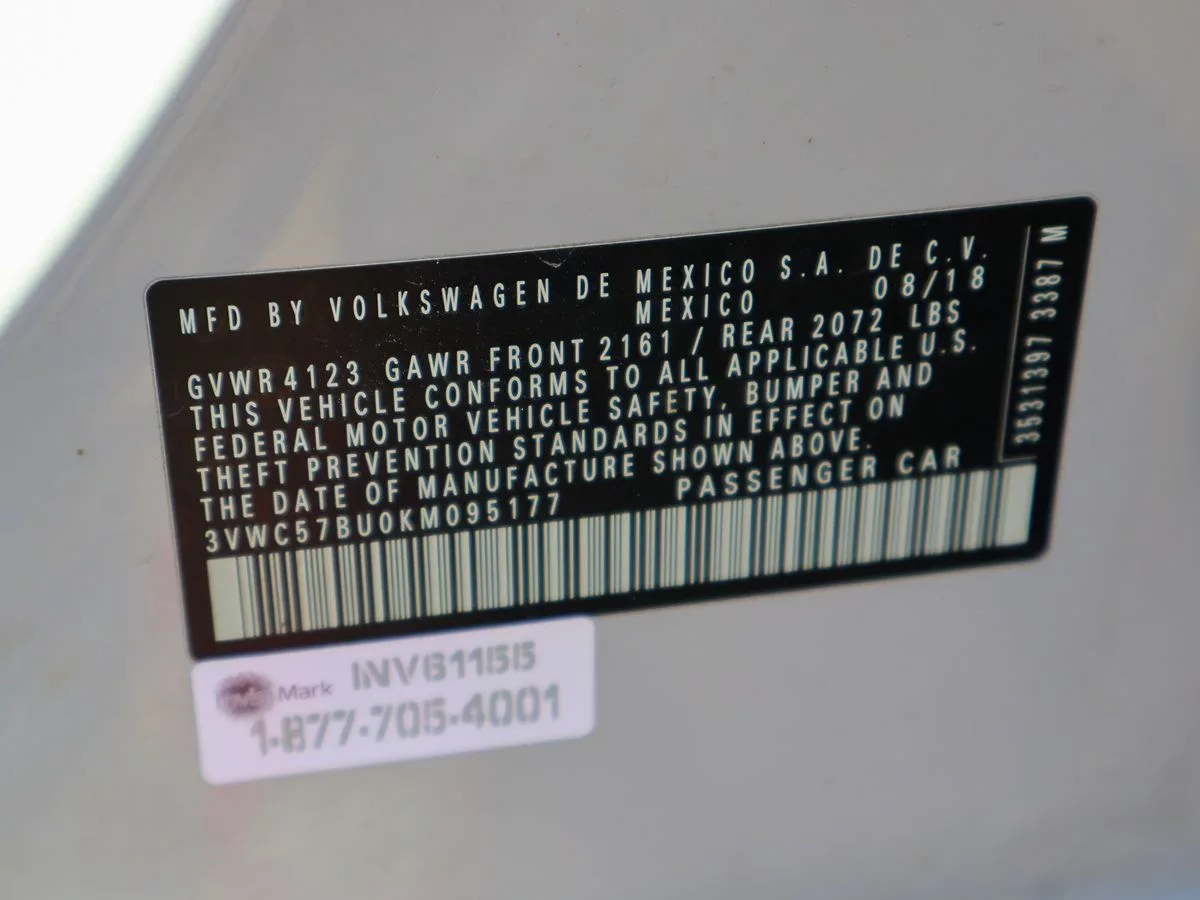 MFD BY VOLKSWAGEN DE MEXICO S.A. DE C.V.
MEXICO 08/18
GVWR 4123 GAWR FRONT 2161 / REAR 2072 LBS
THIS VEHICLE CONFORMS TO ALL APPLICABLE U.S.
FEDERAL MOTOR VEHICLE SAFETY, BUMPER AND
THEFT PREVENTION STANDARDS IN EFFECT ON
THE DATE OF MANUFACTURE SHOWN ABOVE.
3VWC57BU0KM095177 PASSENGER CAR
3531397 3387 M
Mark INV61155
1-877-705-4001